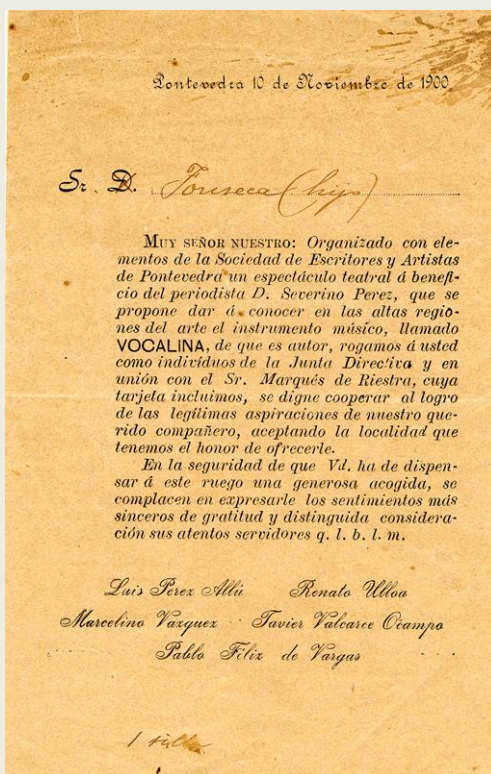 Pontevedra 10 de Noviembre de 1900
Sr. D. Fonseca (hijo)
MUY SEÑOR NUESTRO: Organizado con ele-
mentos de la Sociedad de Escritores y Artistas
de Pontevedra un espectáculo teatral á benefi-
cio del periodista D. Severino Perez, que se
propone dar á conocer en las altas regio-
nes del arte el instrumento músico, llamado
VOCALINA, de que es autor, rogamos á usted
como indivíduos de la Junta Directiva y en
unión con el Sr. Marqués de Riestra, cuya
tarjeta incluimos, se digne cooperar al logro
de las legítimas aspiraciones de nuestro que-
rido compañero, aceptando la localidad que
tenemos el honor de ofrecerle.
En la seguridad de que Vd. ha de dispen-
sar á este ruego una generosa acogida, se
complacen en expresarle los sentimientos más
sinceros de gratitud y distinguida considera-
ción sus atentos servidores q. l. b. l. m.
Luis Perez Allú Renato Ulloa
Marcelino Vazquez Javier Valcarce Ocampo
Pablo Féliz de Vargas
1 silla